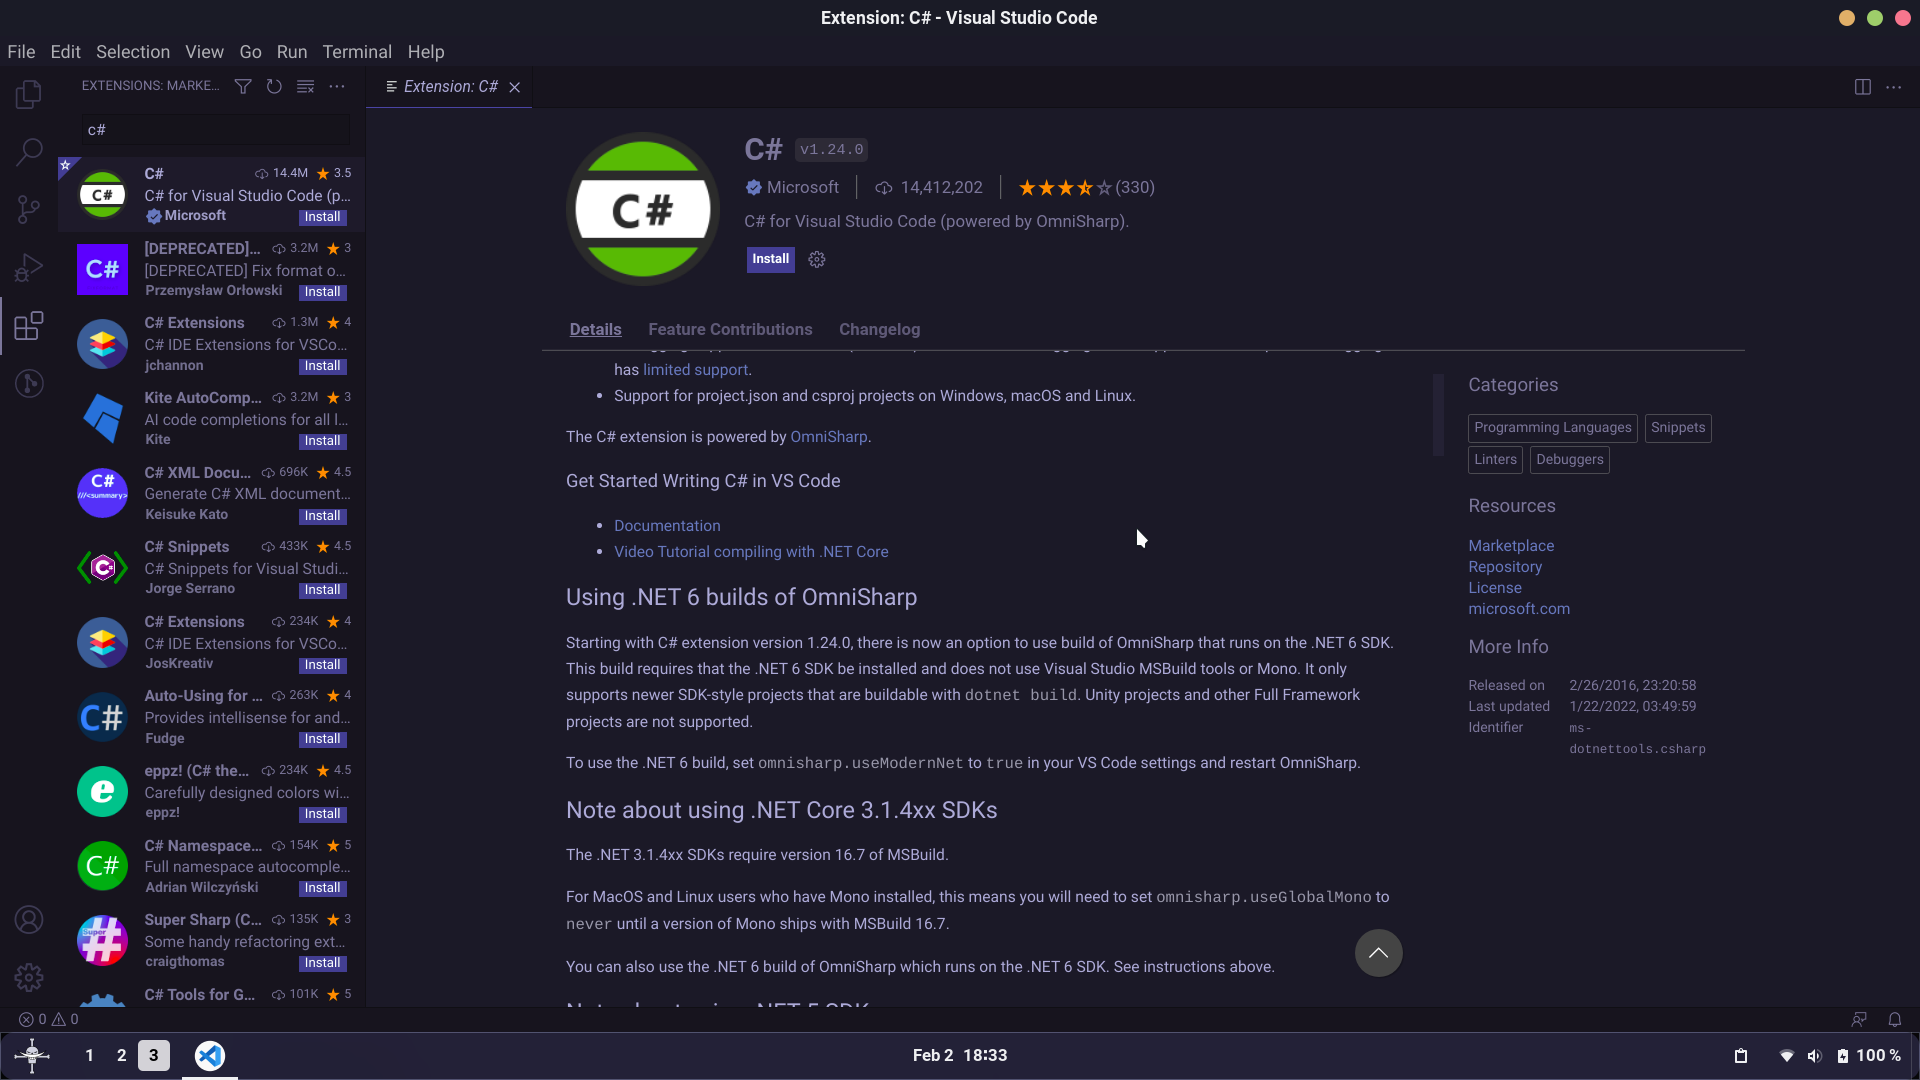 Extension: C# - Visual Studio Code
File Edit Selection View Go Run Terminal Help
EXTENSIONS: MARKE...
Extension: C#
c#
C# 14.4M 3.5
C# for Visual Studio Code (p...
Microsoft Install
C#
[DEPRECATED]... 3.2M 3
[DEPRECATED] Fix format o...
Przemysław Orłowski Install
C#
C# Extensions 1.3M 4
C# IDE Extensions for VSCo...
jchannon Install
Kite AutoComp... 3.2M 3
AI code completions for all l...
Kite Install
C# XML Docu... 696K 4.5
Generate C# XML document...
Keisuke Kato Install
C#
///<summary>
C# Snippets 433K 4.5
C# Snippets for Visual Studi...
Jorge Serrano Install
C# Extensions 234K 4
C# IDE Extensions for VSCo...
JosKreativ Install
Auto-Using for ... 263K 4
Provides intellisense for and...
Fudge Install
C#
eppz! (C# the... 234K 4.5
Carefully designed colors wi...
eppz! Install
e
C# Namespace... 154K 5
Full namespace autocomple...
Adrian Wilczyński Install
C#
Super Sharp (C... 135K 3
Some handy refactoring ext...
craigthomas Install
Super
#
C# Tools for G... 101K 5
C#
C# v1.24.0
Microsoft 14,412,202 (330)
C# for Visual Studio Code (powered by OmniSharp).
Install
Details Feature Contributions Changelog
has limited support.
• Support for project.json and csproj projects on Windows, macOS and Linux.
The C# extension is powered by OmniSharp.
Get Started Writing C# in VS Code
• Documentation
• Video Tutorial compiling with .NET Core
Using .NET 6 builds of OmniSharp
Starting with C# extension version 1.24.0, there is now an option to use build of OmniSharp that runs on the .NET 6 SDK.
This build requires that the .NET 6 SDK be installed and does not use Visual Studio MSBuild tools or Mono. It only
supports newer SDK-style projects that are buildable with dotnet build. Unity projects and other Full Framework
projects are not supported.
To use the .NET 6 build, set omnisharp.useModernNet to true in your VS Code settings and restart OmniSharp.
Note about using .NET Core 3.1.4xx SDKs
The .NET 3.1.4xx SDKs require version 16.7 of MSBuild.
For MacOS and Linux users who have Mono installed, this means you will need to set omnisharp.useGlobalMono to
never until a version of Mono ships with MSBuild 16.7.
You can also use the .NET 6 build of OmniSharp which runs on the .NET 6 SDK. See instructions above.
Categories
Programming Languages Snippets
Linters Debuggers
Resources
Marketplace
Repository
License
microsoft.com
More Info
Released on 2/26/2016, 23:20:58
Last updated 1/22/2022, 03:49:59
Identifier ms-
dotnettools.csharp
0 0
1 2 3
Feb 2 18:33
100 %